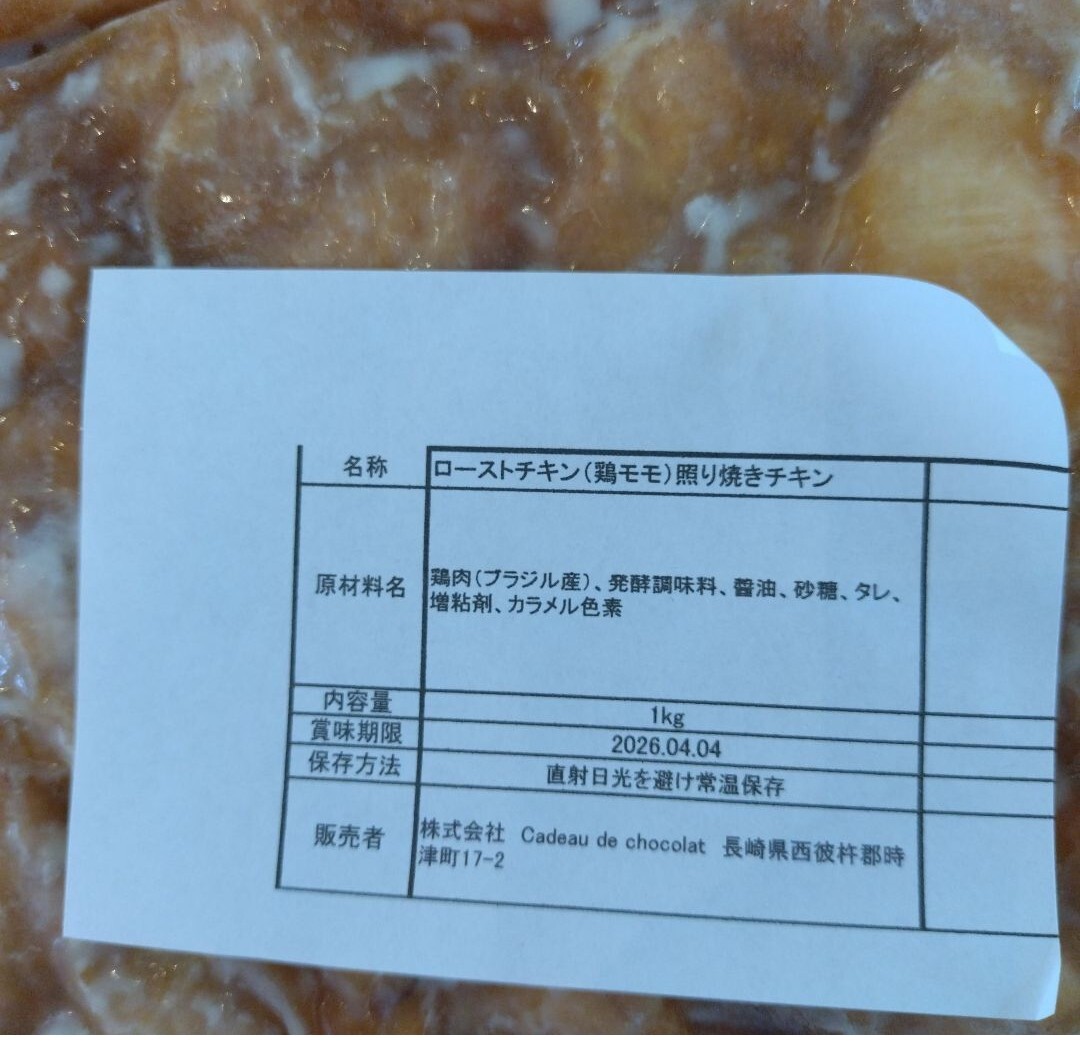 名称
ローストチキン(鶏モモ)照り焼きチキン
原材料名
鶏肉(ブラジル産)、発酵調味料、醤油、砂糖、タレ、
増粘剤、カラメル色素
内容量
1kg
賞味期限
2026.04.04
保存方法
直射日光を避け常温保存
販売者
株式会社 Cadeau de chocolat 長崎県西彼杵郡時
津町17-2